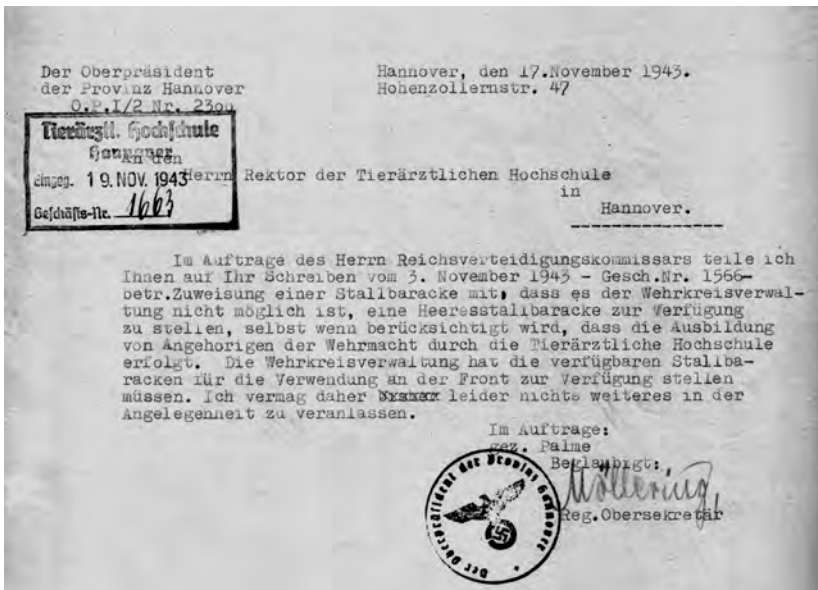 Der Oberpräsident
der Provinz Hannover
O.P.I/2 Nr. 2300
Hannover, den 17.November 1943.
Hohenzollernstr. 47
Tierärztl. Hochschule
Hannover
Eingeg. 19. NOV. 1943
Geschäfts-Nr. 1663
An den
Herrn Rektor der Tierärztlichen Hochschule
in
Hannover.
Im Auftrage des Herrn Reichsverteidigungskommissars teile ich
Ihnen auf Ihr Schreiben vom 3. November 1943 - Gesch.Nr. 1566-
betr.Zuweisung einer Stallbaracke mit, dass es der Wehrkreisverwal-
tung nicht möglich ist, eine Heeresstallbaracke zur Verfügung
zu stellen, selbst wenn berücksichtigt wird, dass die Ausbildung
von Angehörigen der Wehrmacht durch die Tierärztliche Hochschule
erfolgt. Die Wehrkreisverwaltung hat die verfügbaren Stallba-
racken für die Verwendung an der Front zur Verfügung stellen
müssen. Ich vermag daher leider nichts weiteres in der
Angelegenheit zu veranlassen.
Im Auftrage:
gez. Palme
Beglaubigt:
Möllering,
Reg.Obersekretär
Der Oberpräsident der Provinz Hannover